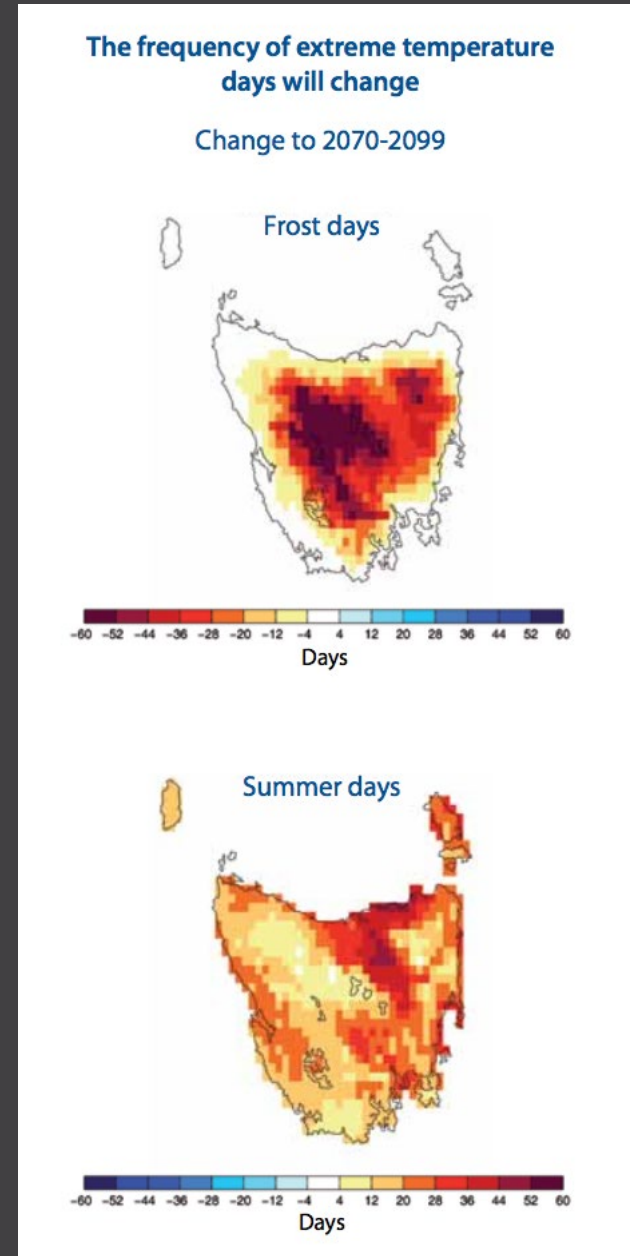 The frequency of extreme temperature
days will change
Change to 2070-2099
Frost days
-60 -52 -44 -36 -28 -20 -12 -4 4 12 20 28 36 44 52 60
Days
Summer days
-60 -52 -44 -36 -28 -20 -12 -4 4 12 20 28 36 44 52 60
Days